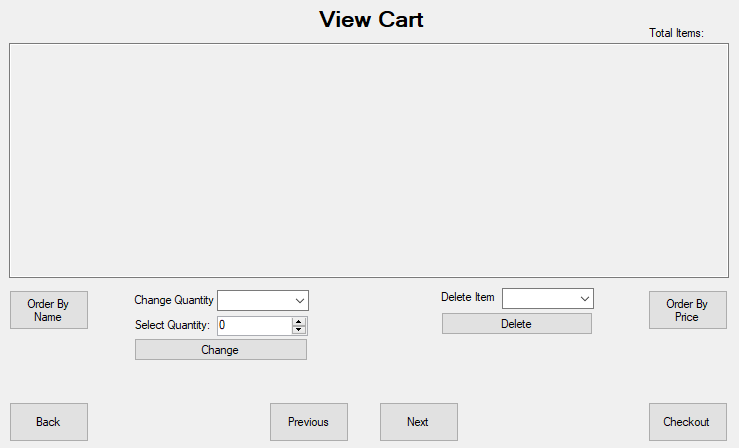 View Cart
Total Items:
Order By
Name
Change Quantity
Select Quantity: 0
Change
Delete Item
Delete
Order By
Price
Back
Previous
Next
Checkout